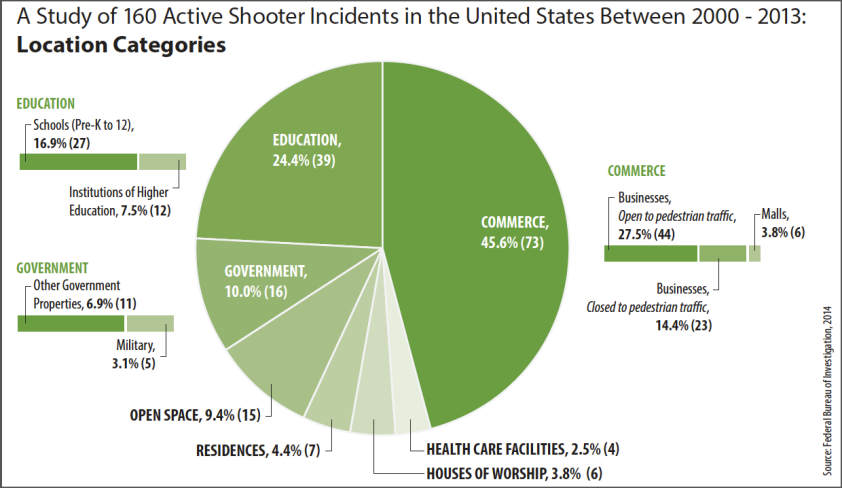 A Study of 160 Active Shooter Incidents in the United States Between 2000 - 2013:
Location Categories
EDUCATION
Schools (Pre-K to 12),
16.9% (27)
Institutions of Higher
Education, 7.5% (12)
GOVERNMENT
Other Government
Properties, 6.9% (11)
Military,
3.1% (5)
EDUCATION,
24.4% (39)
GOVERNMENT,
10.0% (16)
OPEN SPACE, 9.4% (15)
RESIDENCES, 4.4% (7)
COMMERCE,
45.6% (73)
HEALTH CARE FACILITIES, 2.5% (4)
HOUSES OF WORSHIP, 3.8% (6)
COMMERCE
Businesses,
Open to pedestrian traffic,
27.5% (44)
Malls,
3.8% (6)
Businesses,
Closed to pedestrian traffic,
14.4% (23)
Source: Federal Bureau of Investigation, 2014